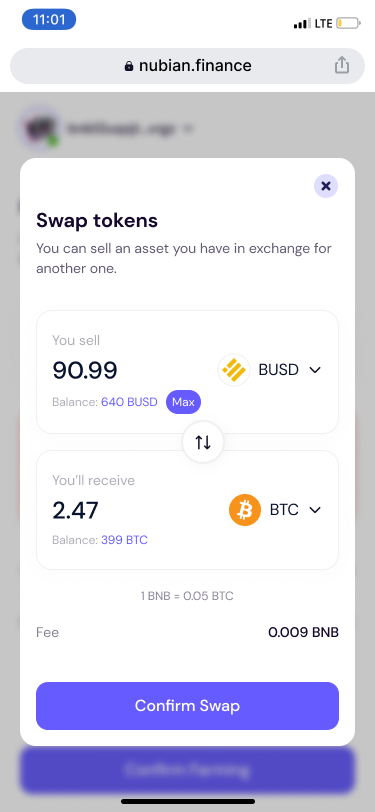 11:01
LTE
nubian.finance
Swap tokens
You can sell an asset you have in exchange for
another one.
You sell
90.99
BUSD
Balance: 640 BUSD
Max
You'll receive
2.47
BTC
Balance: 399 BTC
1 BNB = 0.05 BTC
Fee
0.009 BNB
Confirm Swap
Confirm Farming